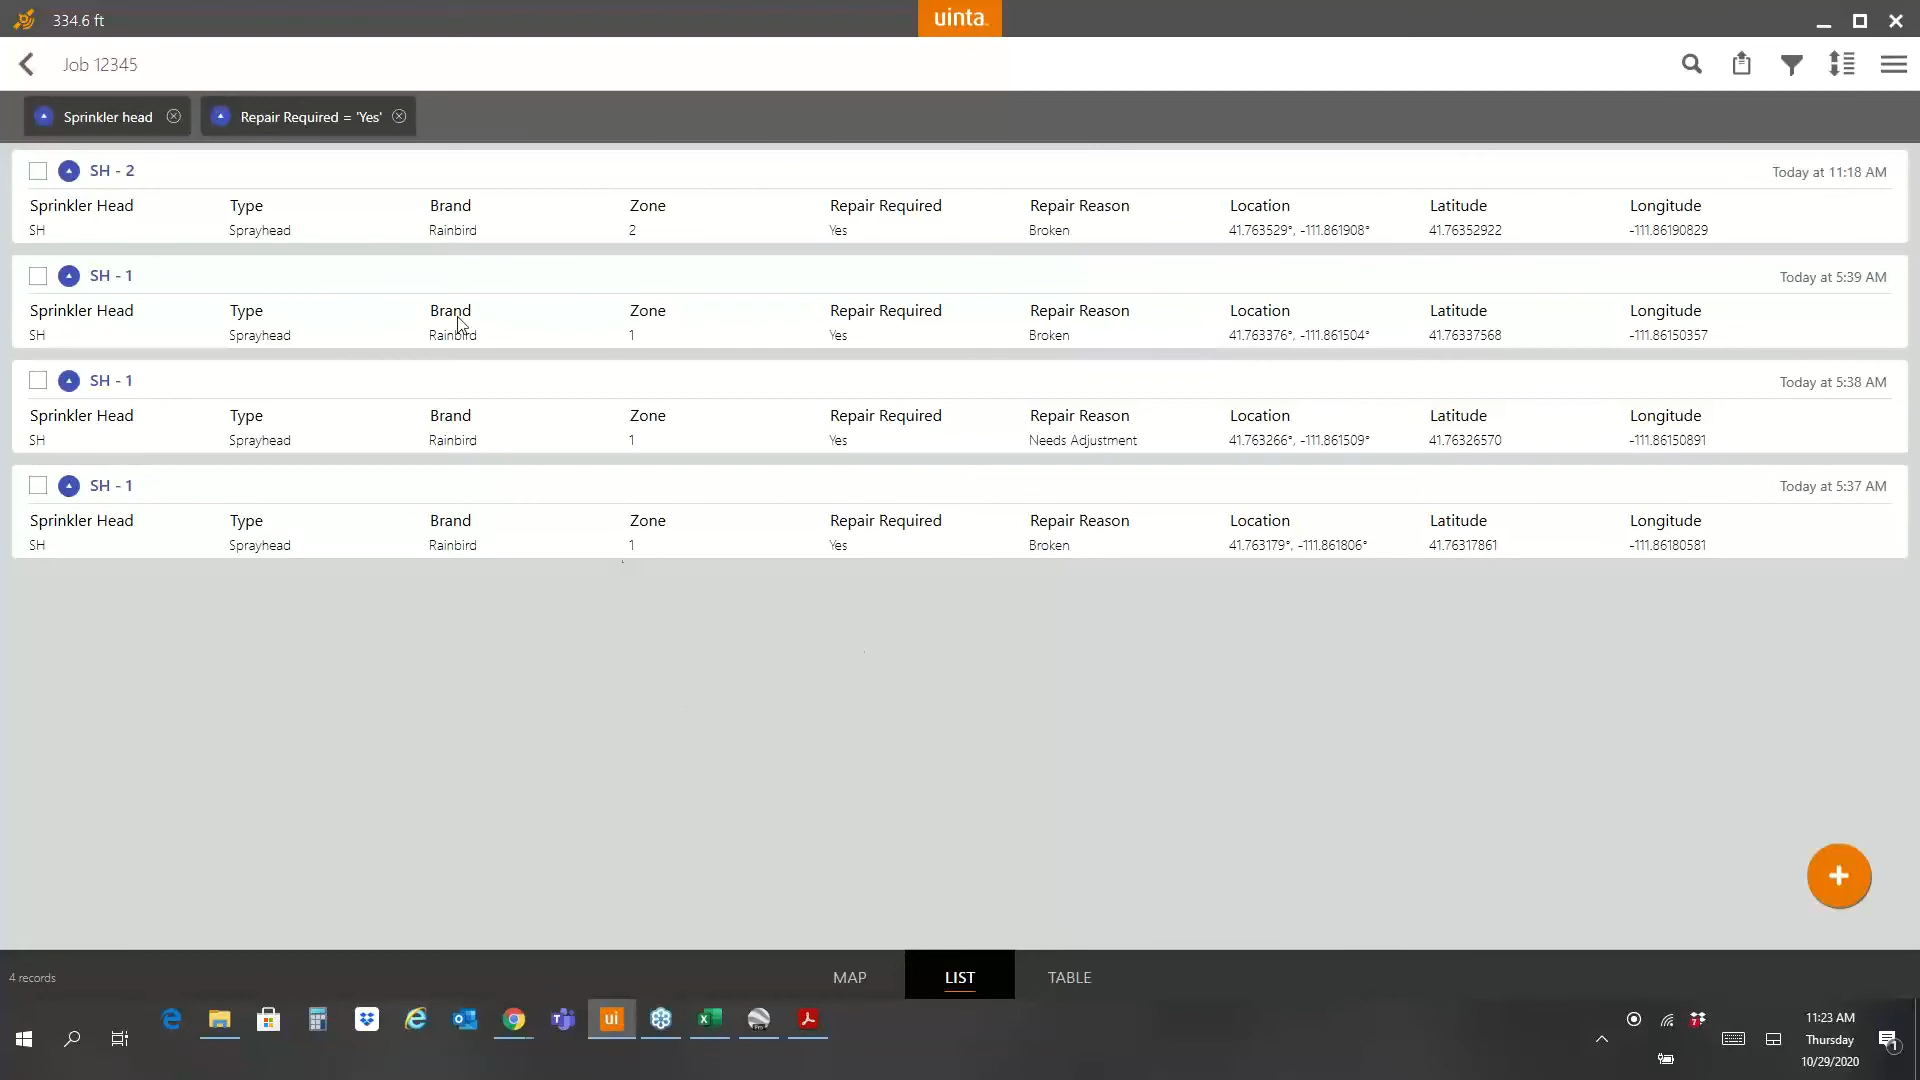 334.6 ft
uinta
Job 12345
Sprinkler head
Repair Required = 'Yes'
SH - 2
Today at 11:18 AM
Sprinkler Head Type Brand Zone Repair Required Repair Reason Location Latitude Longitude
SH Sprayhead Rainbird 2 Yes Broken 41.763529°, -111.861908° 41.76352922 -111.86190829
SH - 1
Today at 5:39 AM
Sprinkler Head Type Brand Zone Repair Required Repair Reason Location Latitude Longitude
SH Sprayhead Rainbird 1 Yes Broken 41.763376°, -111.861504° 41.76337568 -111.86150357
SH - 1
Today at 5:38 AM
Sprinkler Head Type Brand Zone Repair Required Repair Reason Location Latitude Longitude
SH Sprayhead Rainbird 1 Yes Needs Adjustment 41.763266°, -111.861509° 41.76326570 -111.86150891
SH - 1
Today at 5:37 AM
Sprinkler Head Type Brand Zone Repair Required Repair Reason Location Latitude Longitude
SH Sprayhead Rainbird 1 Yes Broken 41.763179°, -111.861806° 41.76317861 -111.86180581
4 records
MAP LIST TABLE
ui
11:23 AM
Thursday
10/29/2020
1